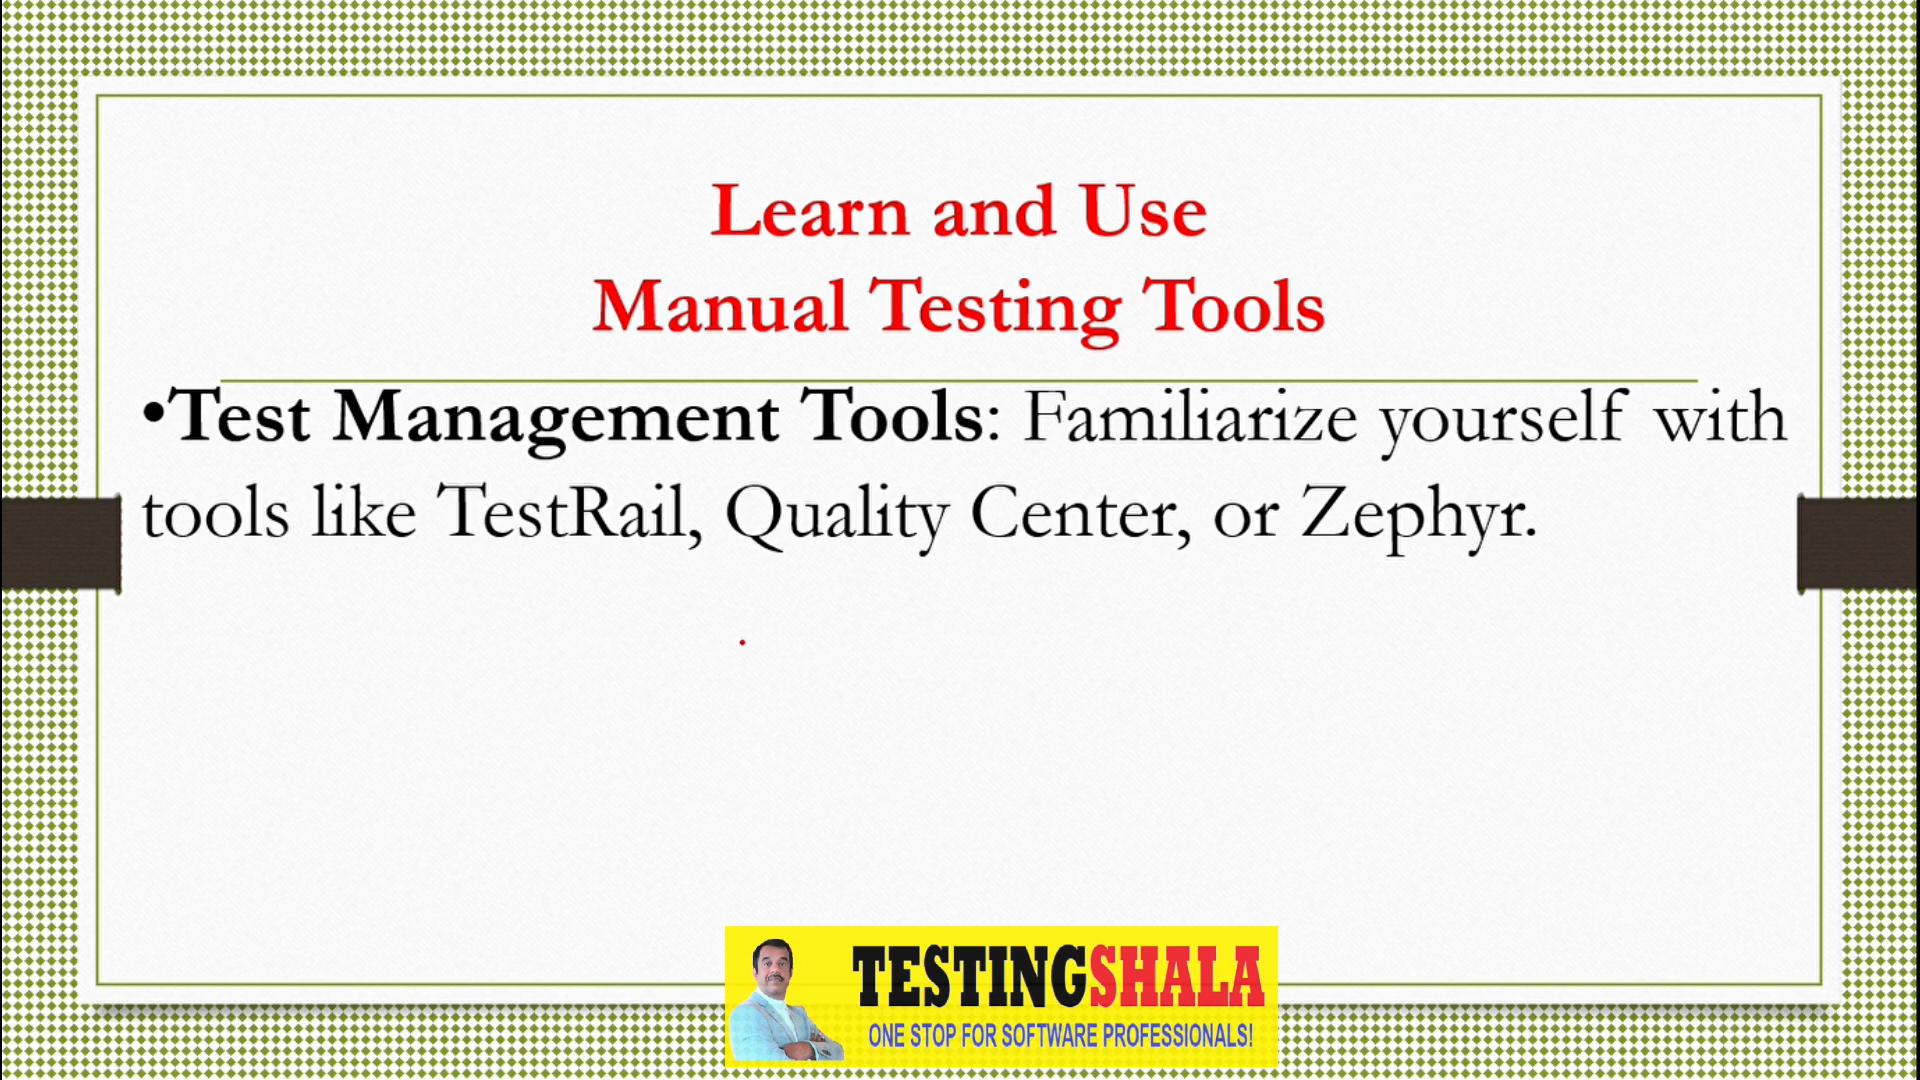 Learn and Use
Manual Testing Tools
•Test Management Tools: Familiarize yourself with
tools like TestRail, Quality Center, or Zephyr.
TESTINGSHALA
ONE STOP FOR SOFTWARE PROFESSIONALS!